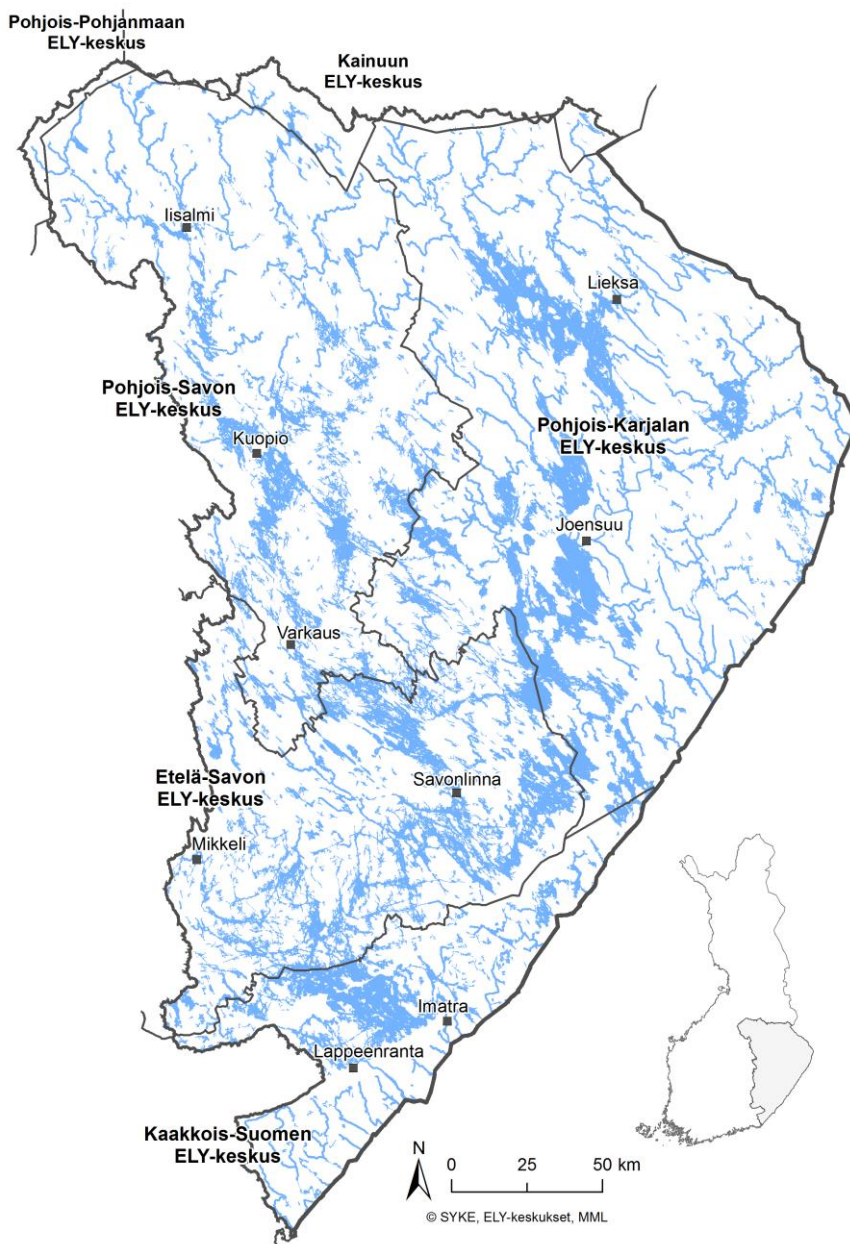 Pohjois-Pohjanmaan
ELY-keskus
Kainuun
ELY-keskus
Iisalmi
Lieksa
Pohjois-Savon
ELY-keskus
Kuopio
Pohjois-Karjalan
ELY-keskus
Joensuu
Varkaus
Etelä-Savon
ELY-keskus
Savonlinna
Mikkeli
Imatra
Lappeenranta
Kaakkois-Suomen
ELY-keskus
N
0 25 50 km
© SYKE, ELY-keskukset, MML